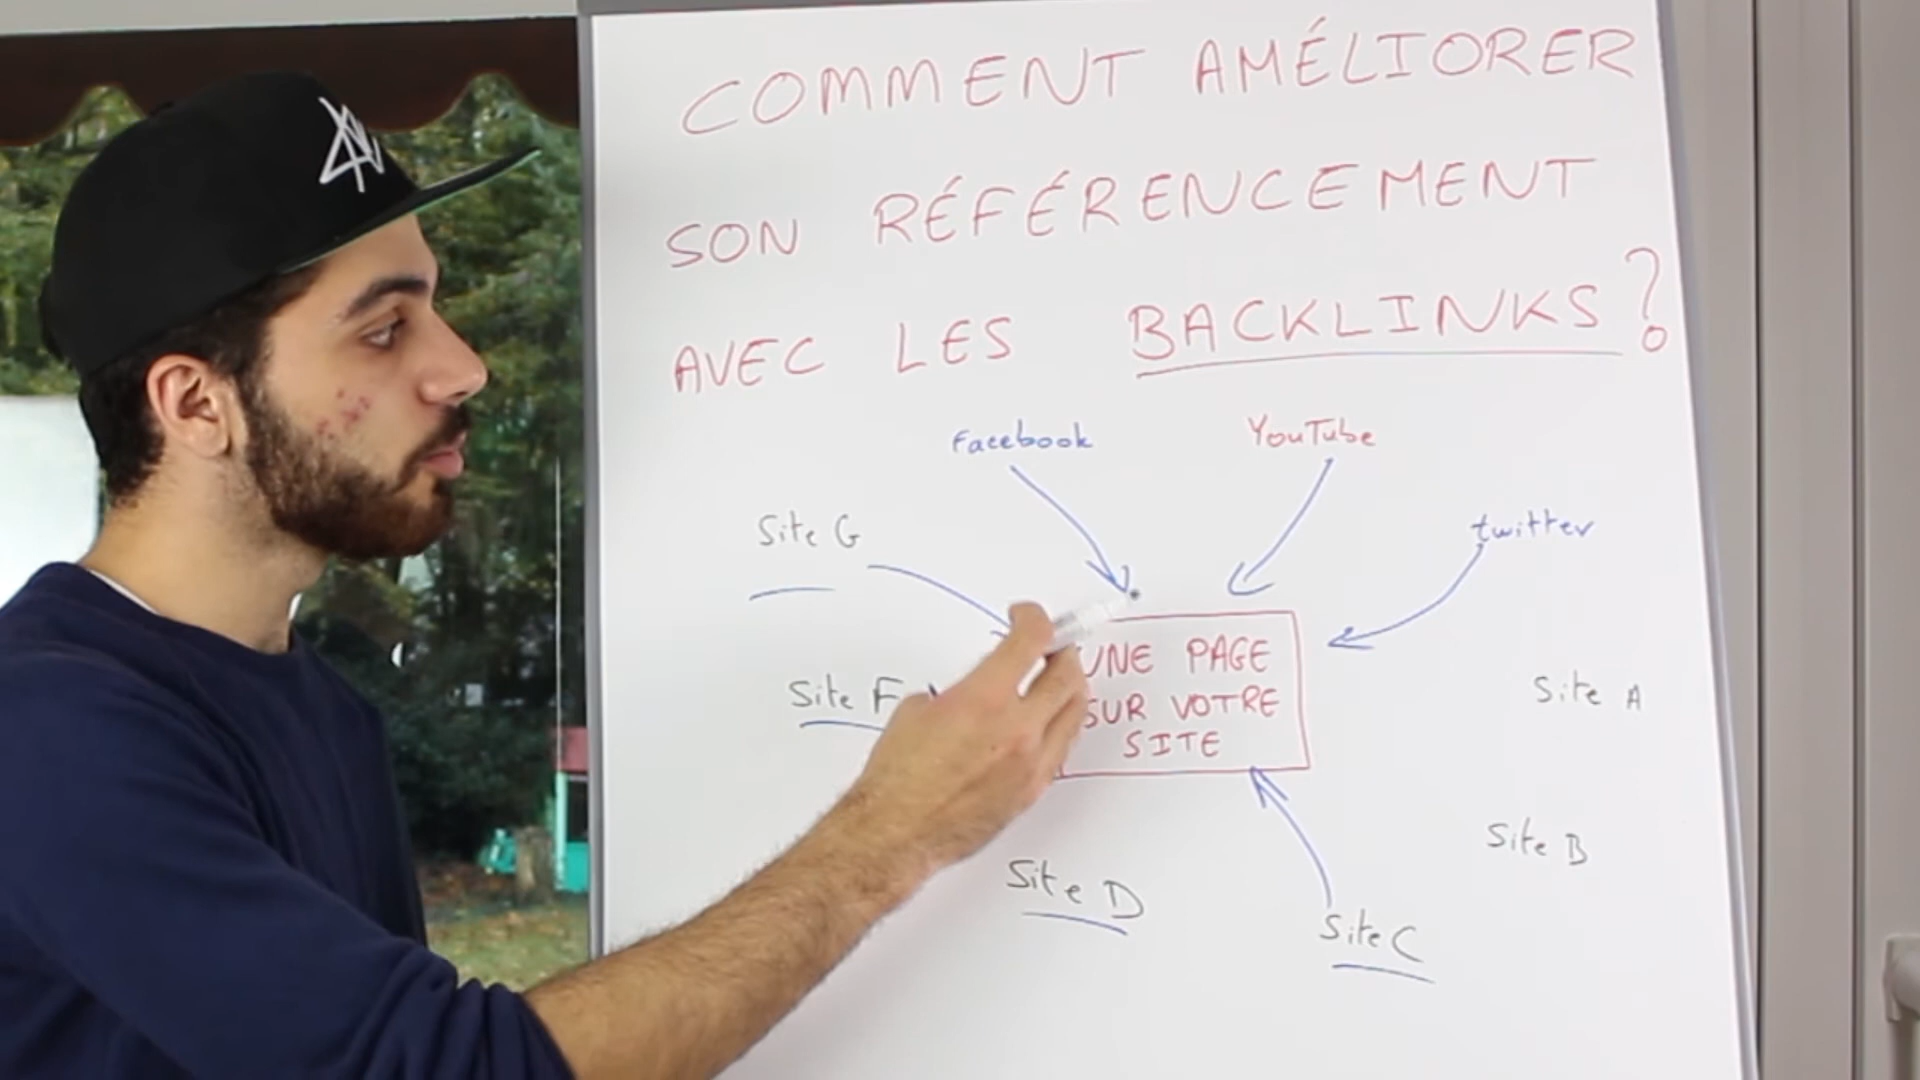 COMMENT AMÉLIORER
SON RÉFÉRENCEMENT
AVEC LES BACKLINKS?
Facebook
YouTube
Site G
twitter
UNE PAGE
SUR VOTRE
SITE
Site F
Site A
Site B
Site D
Site C